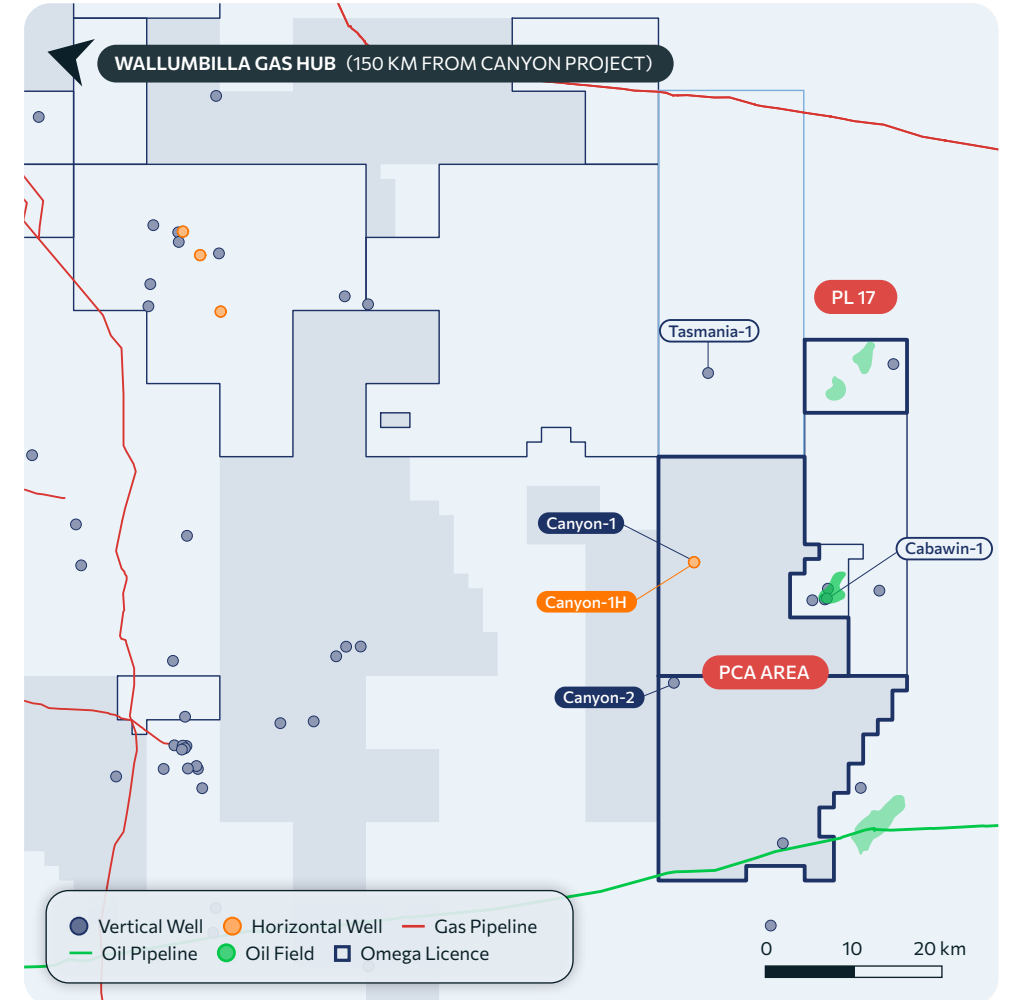 WALLUMBILLA GAS HUB (150 KM FROM CANYON PROJECT)
PL 17
Tasmania-1
Canyon-1
Cabawin-1
Canyon-1H
PCA AREA
Canyon-2
Vertical Well Horizontal Well Gas Pipeline
Oil Pipeline Oil Field Omega Licence
0 10 20 km